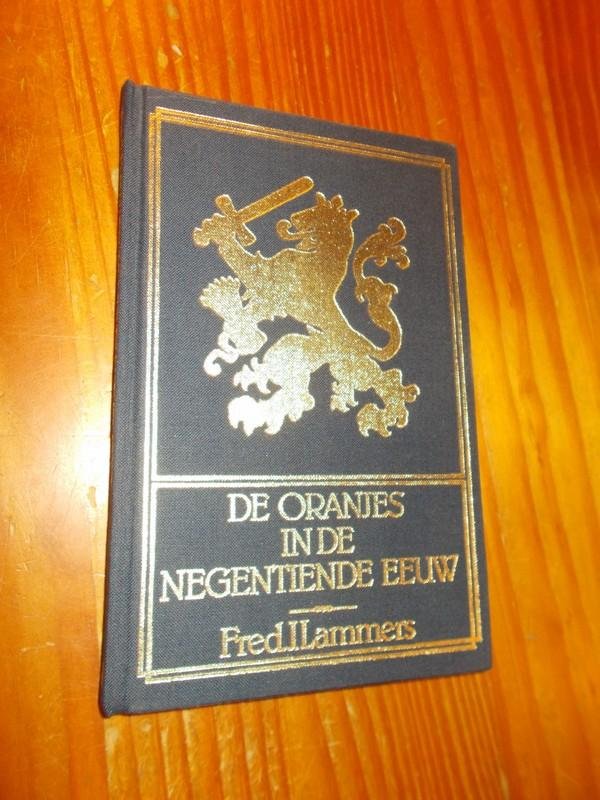 DE ORANJES
IN DE
NEGENTIENDE EEUW
Fred.J.Lammers